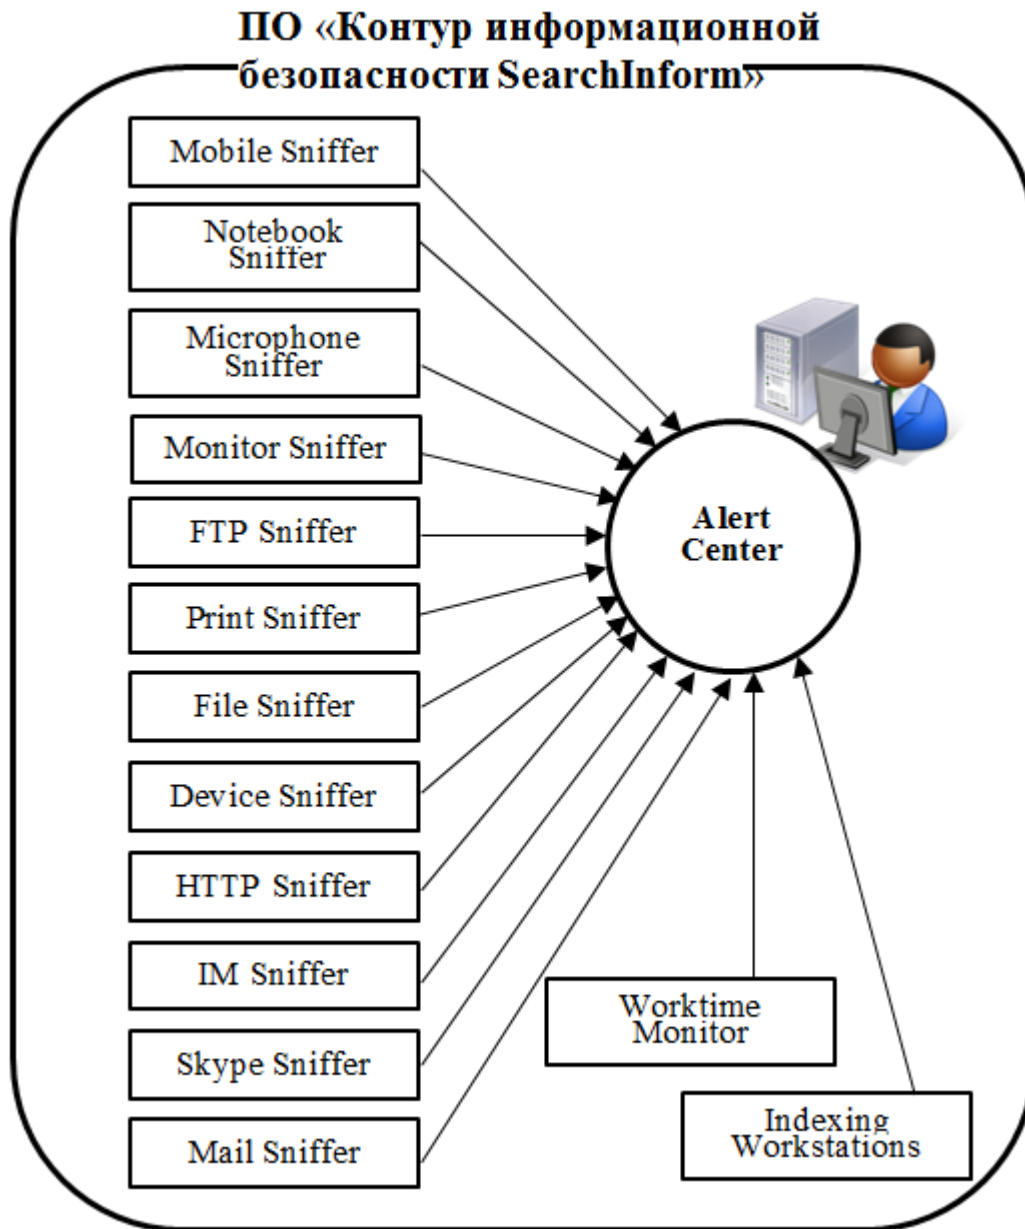 ПО «Контур информационной
безопасности SearchInform»
Mobile Sniffer
Notebook
Sniffer
Microphone
Sniffer
Monitor Sniffer
FTP Sniffer
Print Sniffer
File Sniffer
Device Sniffer
HTTP Sniffer
IM Sniffer
Skype Sniffer
Mail Sniffer
Alert
Center
Worktime
Monitor
Indexing
Workstations